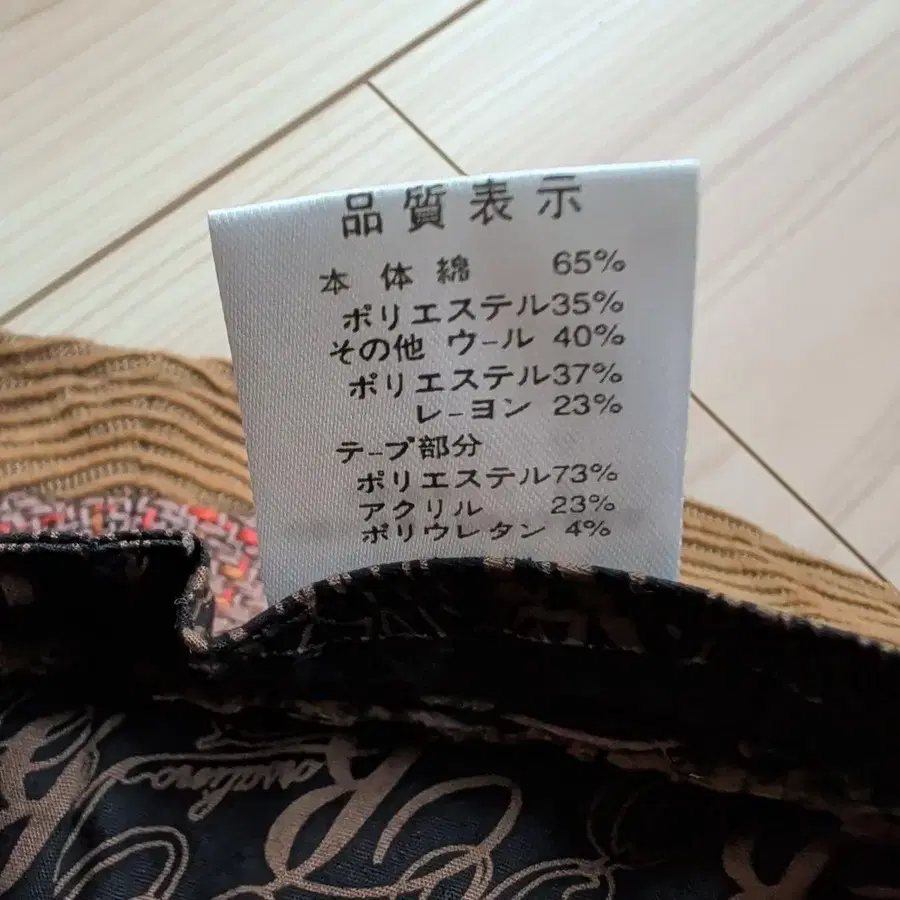 品質表示
本体綿 65%
ポリエステル35%
その他 ウール 40%
ポリエステル37%
レーヨン 23%
テープ部分
ポリエステル73%
アクリル 23%
ポリウレタン 4%